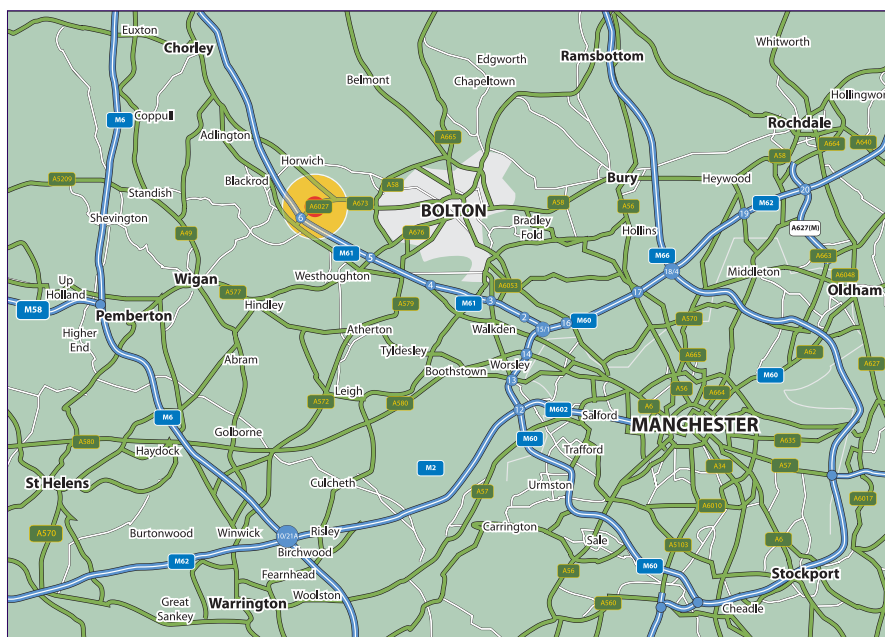 Euxton
Chorley
Whitworth
Edgworth
Ramsbottom
Belmont
Chapeltown
Hollingwor
M6
Coppull
Adlington
A665
Rochdale
A664
A640
Horwich
A58
A5209
Blackrod
A58
Bury
Heywood
20
Standish
A6027
A673
A58
A56
M62
19
Shevington
6
BOLTON
Bradley
Fold
A627(M)
A49
A676
Hollins
M61
5
M66
A663
Up
Holland
Wigan
Westhoughton
18/4
Middleton
A6048
A577
4
A6053
17
Oldham
M58
Pemberton
Hindley
A579
M61
3
2
16
M60
A570
Higher
End
Atherton
Walkden
15/1
A62
Abram
Tyldesley
14
A665
A627
Boothstown
Worsley
M60
Leigh
13
A56
A664
A572
A580
12
M602
A6
M6
Salford
MANCHESTER
Golborne
M60
A580
A635
Haydock
Trafford
M2
A34
A57
St Helens
Culcheth
Urmston
A57
A6017
A6010
A570
Burtonwood
Winwick
10/21A
Risley
Carrington
Sale
A5103
A6
Birchwood
M62
Fearnhead
A56
M60
Stockport
Great
Sankey
Warrington
Woolston
A560
Cheadle